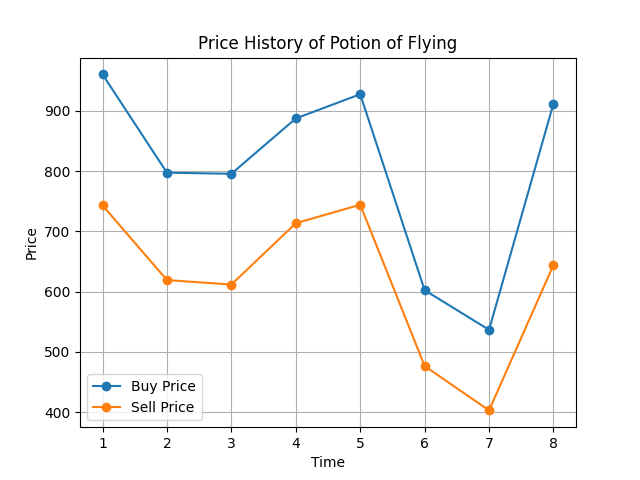 Price History of Potion of Flying
Price
900
800
700
600
500
400
Buy Price
Sell Price
1 2 3 4 5 6 7 8
Time